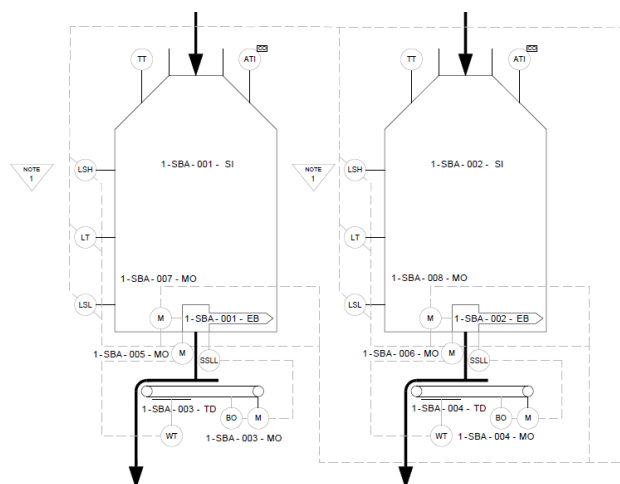 TT
ATI
CO
TT
ATI
CO
1-SBA-001 - SI
1-SBA-002 - SI
NOTE
1
LSH
NOTE
1
LSH
LT
LT
1-SBA-007 - MO
1-SBA-008 - MO
LSL
LSL
M
1-SBA-001 - EB
M
1-SBA-002 - EB
1-SBA-005 - MO
M
SSLL
1-SBA-006 - MO
M
SSLL
1-SBA-003 - TD
BO
M
1-SBA-004 - TD
BO
M
WT
1-SBA-003 - MO
WT
1-SBA-004 - MO